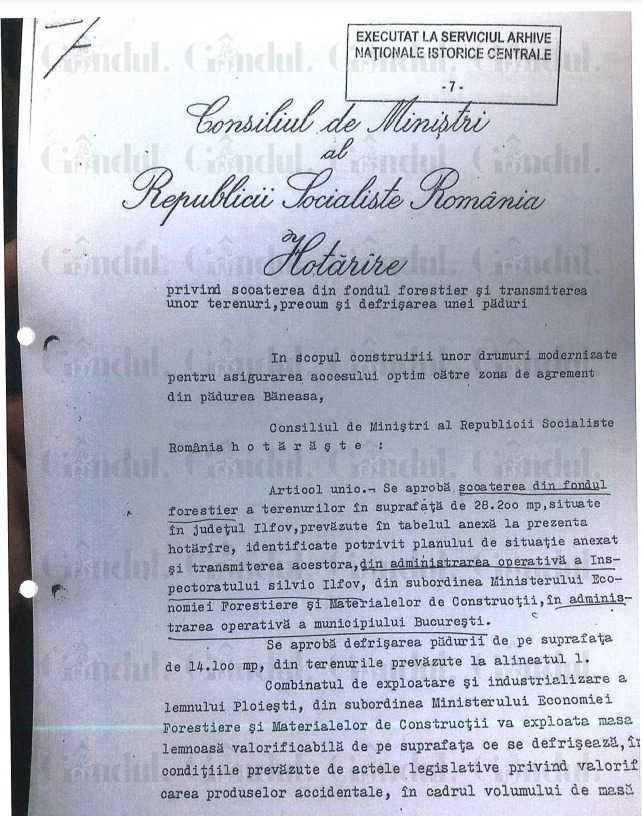 EXECUTAT LA SERVICIUL ARHIVE
NAȚIONALE ISTORICE CENTRALE
-7-
Consiliul de Miniștri
al
Republicii Socialiste România
Hotărîre
privind scoaterea din fondul forestier și transmiterea
unor terenuri,precum și defrișarea unei păduri
In scopul construirii unor drumuri modernizate
pentru asigurarea accesului optim către zona de agrement
din pădurea Băneasa,
Consiliul de Miniștri al Republicii Socialiste
România h o t ă r ă ș t e :
Articol unic.- Se aprobă scoaterea din fondul
forestier a terenurilor în suprafață de 28.200 mp,situate
în județul Ilfov,prevăzute în tabelul anexă la prezenta
hotărîre, identificate potrivit planului de situație anexat
și transmiterea acestora,din administrarea operativă a Ins-
pectoratului silvic Ilfov, din subordinea Ministerului Eco-
nomiei Forestiere și Materialelor de Construcții,în adminis-
trarea operativă a municipiului București.
Se aprobă defrișarea pădurii de pe suprafața
de 14.100 mp, din terenurile prevăzute la alineatul 1.
Combinatul de exploatare și industrializare a
lemnului Ploiești, din subordinea Ministerului Economiei
Forestiere și Materialelor de Construcții va exploata masa
lemnoasă valorificabilă de pe suprafața ce se defrișează,în
condițiile prevăzute de actele legislative privind valorif
carea produselor accidentale, în cadrul volumului de masă
Gândul. Gândul. Gândul. Gândul.